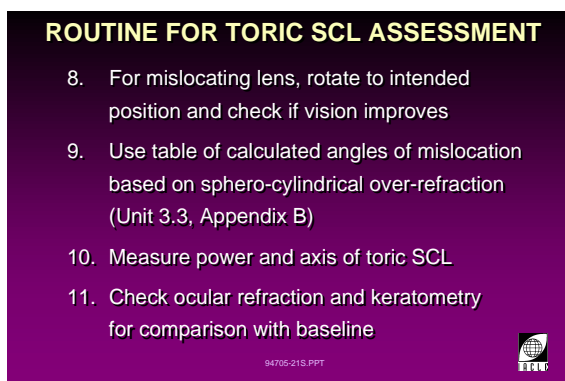 ROUTINE FOR TORIC SCL ASSESSMENT
8. For mislocating lens, rotate to intended
position and check if vision improves
9. Use table of calculated angles of mislocation
based on sphero-cylindrical over-refraction
(Unit 3.3, Appendix B)
10. Measure power and axis of toric SCL
11. Check ocular refraction and keratometry
for comparison with baseline
94705-21S.PPT
IACLE